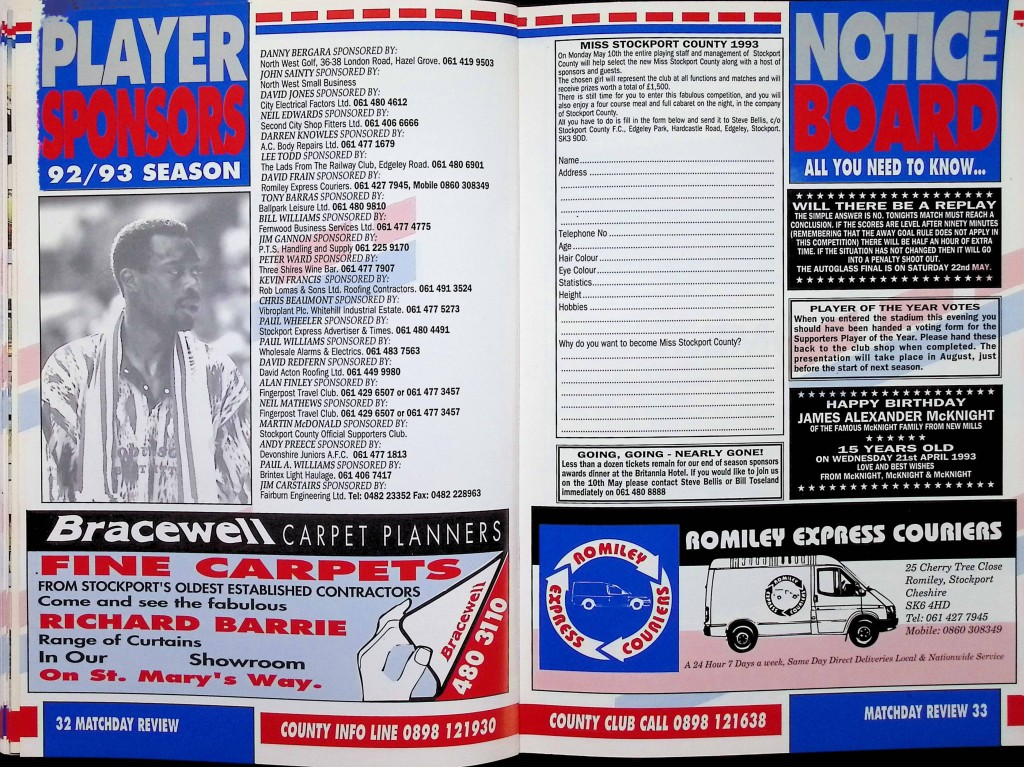 PLAYER
SPONSORS
92/93 SEASON
DANNY BERGARA SPONSORED BY:
North West Golf, 36-38 London Road, Hazel Grove. 061 419 9503
JOHN SAINTY SPONSORED BY:
North West Small Business
DAVID JONES SPONSORED BY:
City Electrical Factors Ltd. 061 480 4612
NEIL EDWARDS SPONSORED BY:
Second City Shop Fitters Ltd. 061 406 6666
DARREN KNOWLES SPONSORED BY:
A.C. Body Repairs Ltd. 061 477 1679
LEE TODD SPONSORED BY:
The Lads From The Railway Club, Edgeley Road. 061 480 6901
DAVID FRAIN SPONSORED BY:
Romiley Express Couriers. 061 427 7945, Mobile 0860 308349
TONY BARRAS SPONSORED BY:
Ballpark Leisure Ltd. 061 480 9810
BILL WILLIAMS SPONSORED BY:
Fernwood Business Services Ltd. 061 477 4775
JIM GANNON SPONSORED BY:
P.T.S. Handling and Supply 061 225 9170
PETER WARD SPONSORED BY:
Three Shires Wine Bar. 061 477 7907
KEVIN FRANCIS SPONSORED BY:
Rob Lomas & Sons Ltd. Roofing Contractors. 061 491 3524
CHRIS BEAUMONT SPONSORED BY:
Vibroplant Plc. Whitehill Industrial Estate. 061 477 5273
PAUL WHEELER SPONSORED BY:
Stockport Express Advertiser & Times. 061 480 4491
PAUL WILLIAMS SPONSORED BY:
Wholesale Alarms & Electrics. 061 483 7563
DAVID REDFERN SPONSORED BY:
David Acton Roofing Ltd. 061 449 9980
ALAN FINLEY SPONSORED BY:
Fingerpost Travel Club. 061 429 6507 or 061 477 3457
NEIL MATHEWS SPONSORED BY:
Fingerpost Travel Club. 061 429 6507 or 061 477 3457
MARTIN McDONALD SPONSORED BY:
Stockport County Official Supporters Club.
ANDY PREECE SPONSORED BY:
Devonshire Juniors A.F.C. 061 477 1813
PAUL A. WILLIAMS SPONSORED BY:
Brintex Light Haulage. 061 406 7417
JIM CARSTAIRS SPONSORED BY:
Fairburn Engineering Ltd. Tel: 0482 23352 Fax: 0482 228963
Bracewell CARPET PLANNERS
FINE CARPETS
FROM STOCKPORT'S OLDEST ESTABLISHED CONTRACTORS
Come and see the fabulous
RICHARD BARRIE
Range of Curtains
In Our Showroom
On St. Mary's Way.
Bracewell
480 3110
32 MATCHDAY REVIEW
COUNTY INFO LINE 0898 121930
MISS STOCKPORT COUNTY 1993
On Monday May 10th the entire playing staff and management of Stockport
County will help select the new Miss Stockport County along with a host of
sponsors and guests.
The chosen girl will represent the club at all functions and matches and will
receive prizes worth a total of £1,500.
There is still time for you to enter this fabulous competition, and you will
also enjoy a four course meal and full cabaret on the night, in the company
of Stockport County.
All you have to do is fill in the form below and send it to Steve Bellis, c/o
Stockport County F.C., Edgeley Park, Hardcastle Road, Edgeley, Stockport.
SK3 9DD.
Name
Address
Telephone No
Age
Hair Colour
Eye Colour
Statistics
Height
Hobbies
Why do you want to become Miss Stockport County?
GOING, GOING - NEARLY GONE!
Less than a dozen tickets remain for our end of season sponsors
awards dinner at the Britannia Hotel. If you would like to join us
on the 10th May please contact Steve Bellis or Bill Toseland
immediately on 061 480 8888
NOTICE
BOARD
ALL YOU NEED TO KNOW...
WILL THERE BE A REPLAY
THE SIMPLE ANSWER IS NO. TONIGHTS MATCH MUST REACH A
CONCLUSION. IF THE SCORES ARE LEVEL AFTER NINETY MINUTES
(REMEMBERING THAT THE AWAY GOAL RULE DOES NOT APPLY IN
THIS COMPETITION) THERE WILL BE HALF AN HOUR OF EXTRA
TIME. IF THE SITUATION HAS NOT CHANGED THEN IT WILL GO
INTO A PENALTY SHOOT OUT.
THE AUTOGLASS FINAL IS ON SATURDAY 22nd MAY.
PLAYER OF THE YEAR VOTES
When you entered the stadium this evening you
should have been handed a voting form for the
Supporters Player of the Year. Please hand these
back to the club shop when completed. The
presentation will take place in August, just
before the start of next season.
HAPPY BIRTHDAY
JAMES ALEXANDER McKNIGHT
OF THE FAMOUS McKNIGHT FAMILY FROM NEW MILLS
15 YEARS OLD
ON WEDNESDAY 21st APRIL 1993
LOVE AND BEST WISHES
FROM McKNIGHT, McKNIGHT & McKNIGHT
ROMILEY EXPRESS COURIERS
ROMILEY
EXPRESS
COURIERS
25 Cherry Tree Close
Romiley, Stockport
Cheshire
SK6 4HD
Tel: 061 427 7945
Mobile: 0860 308349
A 24 Hour 7 Days a week, Same Day Direct Deliveries Local & Nationwide Service
COUNTY CLUB CALL 0898 121638
MATCHDAY REVIEW 33